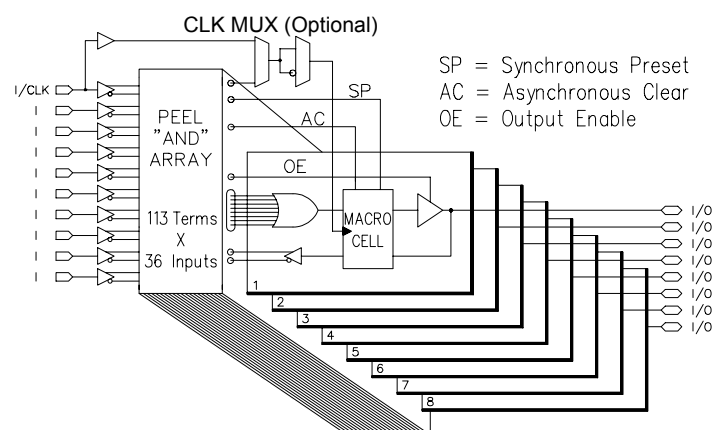 CLK MUX (Optional)
SP = Synchronous Preset
AC = Asynchronous Clear
OE = Output Enable
I/CLK
I
I
I
I
I
I
I
I
I
PEEL
"AND"
ARRAY
113 Terms
X
36 Inputs
SP
AC
OE
MACRO
CELL
I/O
I/O
I/O
I/O
I/O
I/O
I/O
I/O
1
2
3
4
5
6
7
8